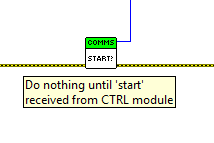 COMMS
START?
Do nothing until 'start'
received from CTRL module